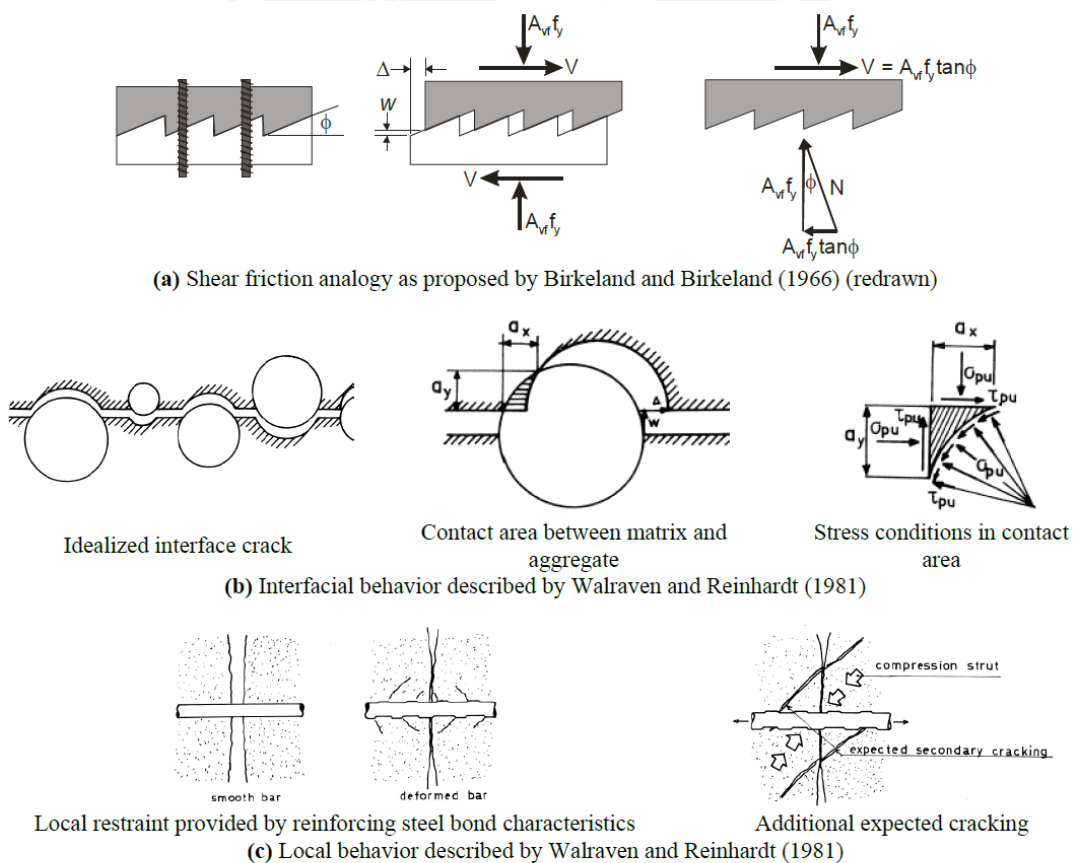 A_vf f_y
A_vf f_y
Δ
V
V = A_vf f_y tanϕ
W
ϕ
V
A_vf f_y
A_vf f_y
ϕ
N
A_vf f_y tanϕ
(a) Shear friction analogy as proposed by Birkeland and Birkeland (1966) (redrawn)
a_x
a_y
Δ
w
a_x
σ_pu
τ_pu
τ_pu
σ_pu
a_y
σ_pu
τ_pu
Idealized interface crack
Contact area between matrix and
aggregate
Stress conditions in contact
area
(b) Interfacial behavior described by Walraven and Reinhardt (1981)
smooth bar
deformed bar
compression strut
expected secondary cracking
Local restraint provided by reinforcing steel bond characteristics
Additional expected cracking
(c) Local behavior described by Walraven and Reinhardt (1981)